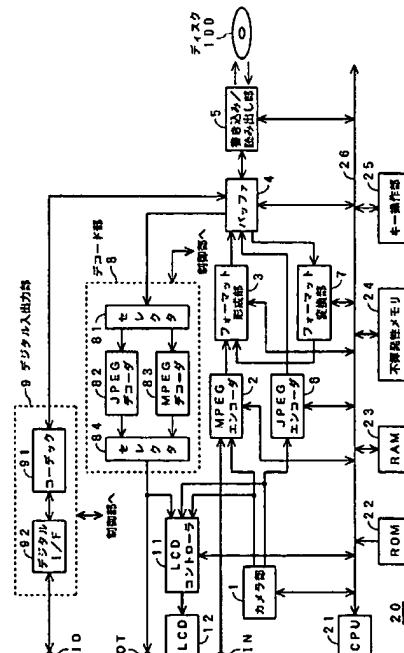 ディスク
100
5
書き込み/
読み出し部
4
バッファ
26
9 デジタル入出力部
91
コーデック
92
デジタル
I/F
制御部へ
デコード部
8
制御部へ
81
セレクタ
82
JPEG
デコーダ
83
MPEG
デコーダ
84
セレクタ
3
フォーマット
形成部
7
フォーマット
変換部
2
MPEG
エンコーダ
6
JPEG
エンコーダ
11
LCD
コントローラ
12
LCD
1
カメラ部
IO
OT
IN
25
キー操作部
24
不揮発性メモリ
23
RAM
22
ROM
21
CPU
20